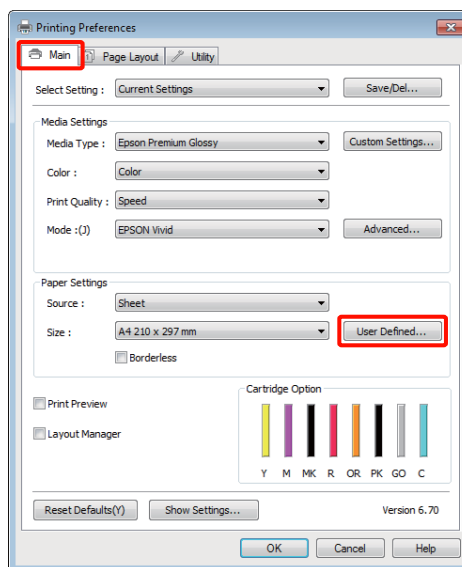 Printing Preferences
Main
Page Layout
Utility
Select Setting :
Current Settings
Save/Del...
Media Settings
Media Type :
Epson Premium Glossy
Custom Settings...
Color :
Color
Print Quality :
Speed
Mode :(J)
EPSON Vivid
Advanced...
Paper Settings
Source :
Sheet
Size :
A4 210 x 297 mm
User Defined...
Borderless
Print Preview
Layout Manager
Cartridge Option
Y M MK R OR PK GO C
Reset Defaults(Y)
Show Settings...
Version 6.70
OK
Cancel
Help